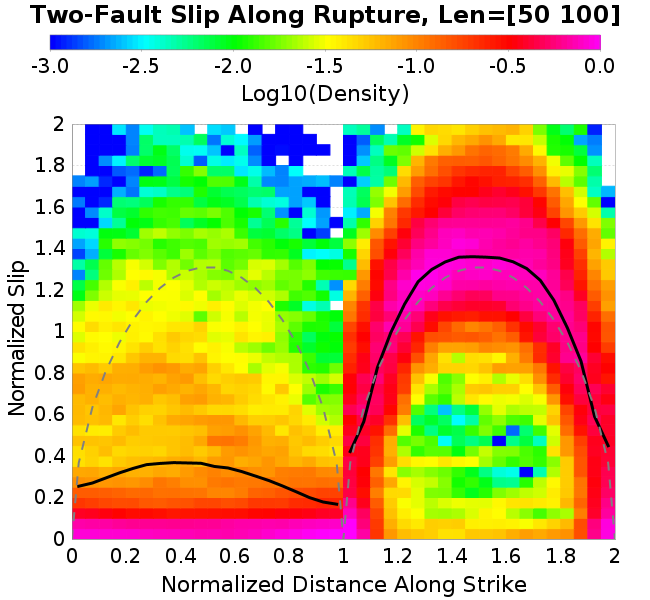 Two-Fault Slip Along Rupture, Len=[50 100]
-3.0 -2.5 -2.0 -1.5 -1.0 -0.5 0.0
Log10(Density)
Normalized Slip
2
1.8
1.6
1.4
1.2
1
0.8
0.6
0.4
0.2
0
0 0.2 0.4 0.6 0.8 1 1.2 1.4 1.6 1.8 2
Normalized Distance Along Strike